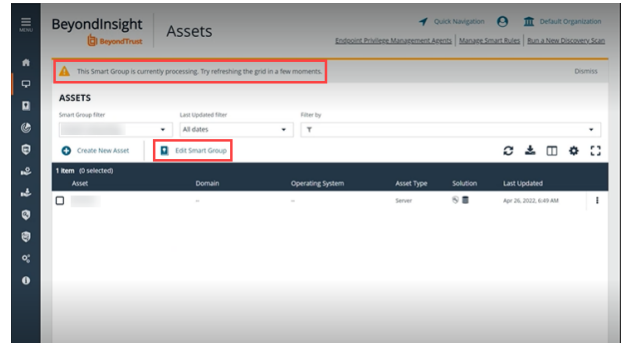 MENU
BeyondInsight
BeyondTrust
Assets
Quick Navigation
Default Organization
Endpoint Privilege Management Agents
Manage Smart Rules
Run a New Discovery Scan
This Smart Group is currently processing. Try refreshing the grid in a few moments.
Dismiss
ASSETS
Smart Group filter
Last Updated filter
Filter by
All dates
Create New Asset
Edit Smart Group
1 item (0 selected)
Asset Domain Operating System Asset Type Solution Last Updated
-- -- Server Apr 26, 2022, 6:49 AM